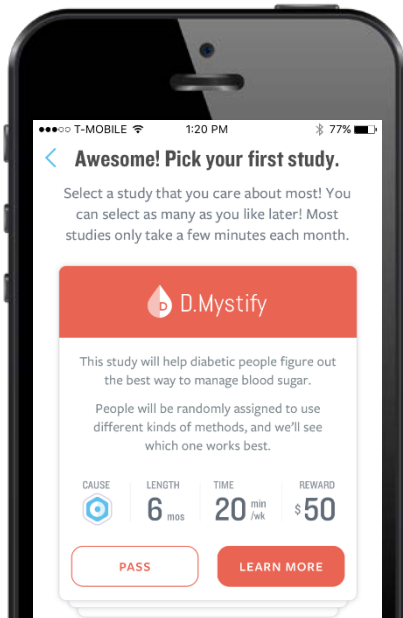 T-MOBILE 1:20 PM 77%
Awesome! Pick your first study.
Select a study that you care about most! You
can select as many as you like later! Most
studies only take a few minutes each month.
D
D.Mystify
This study will help diabetic people figure out
the best way to manage blood sugar.
People will be randomly assigned to use
different kinds of methods, and we'll see
which one works best.
CAUSE LENGTH TIME REWARD
6 mos 20 min /wk $50
PASS LEARN MORE